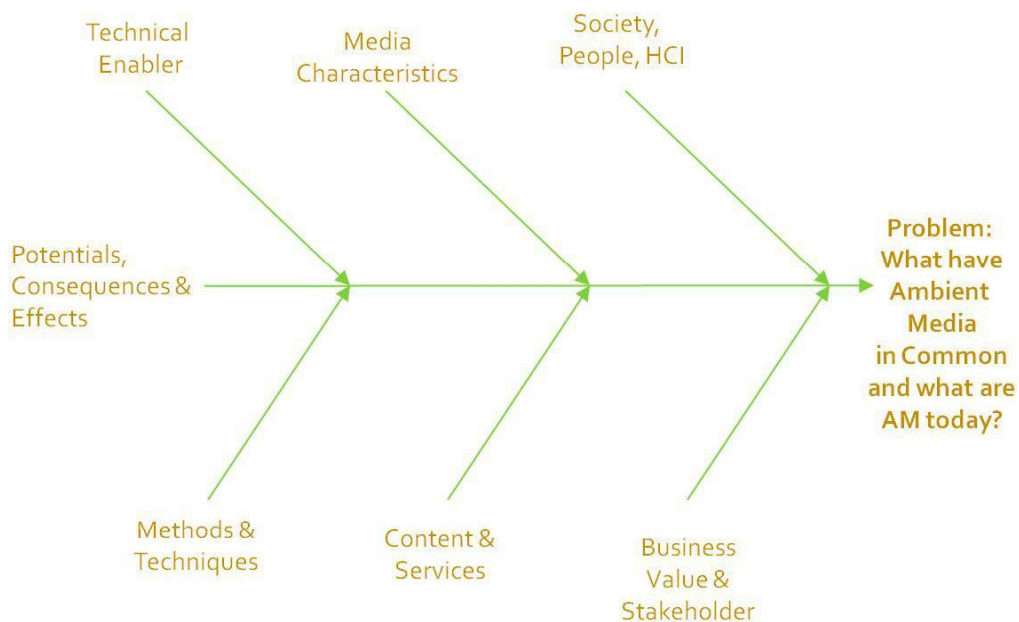 Technical
Enabler
Media
Characteristics
Society,
People, HCI
Potentials,
Consequences &
Effects
Problem:
What have
Ambient
Media
in Common
and what are
AM today?
Methods &
Techniques
Content &
Services
Business
Value &
Stakeholder